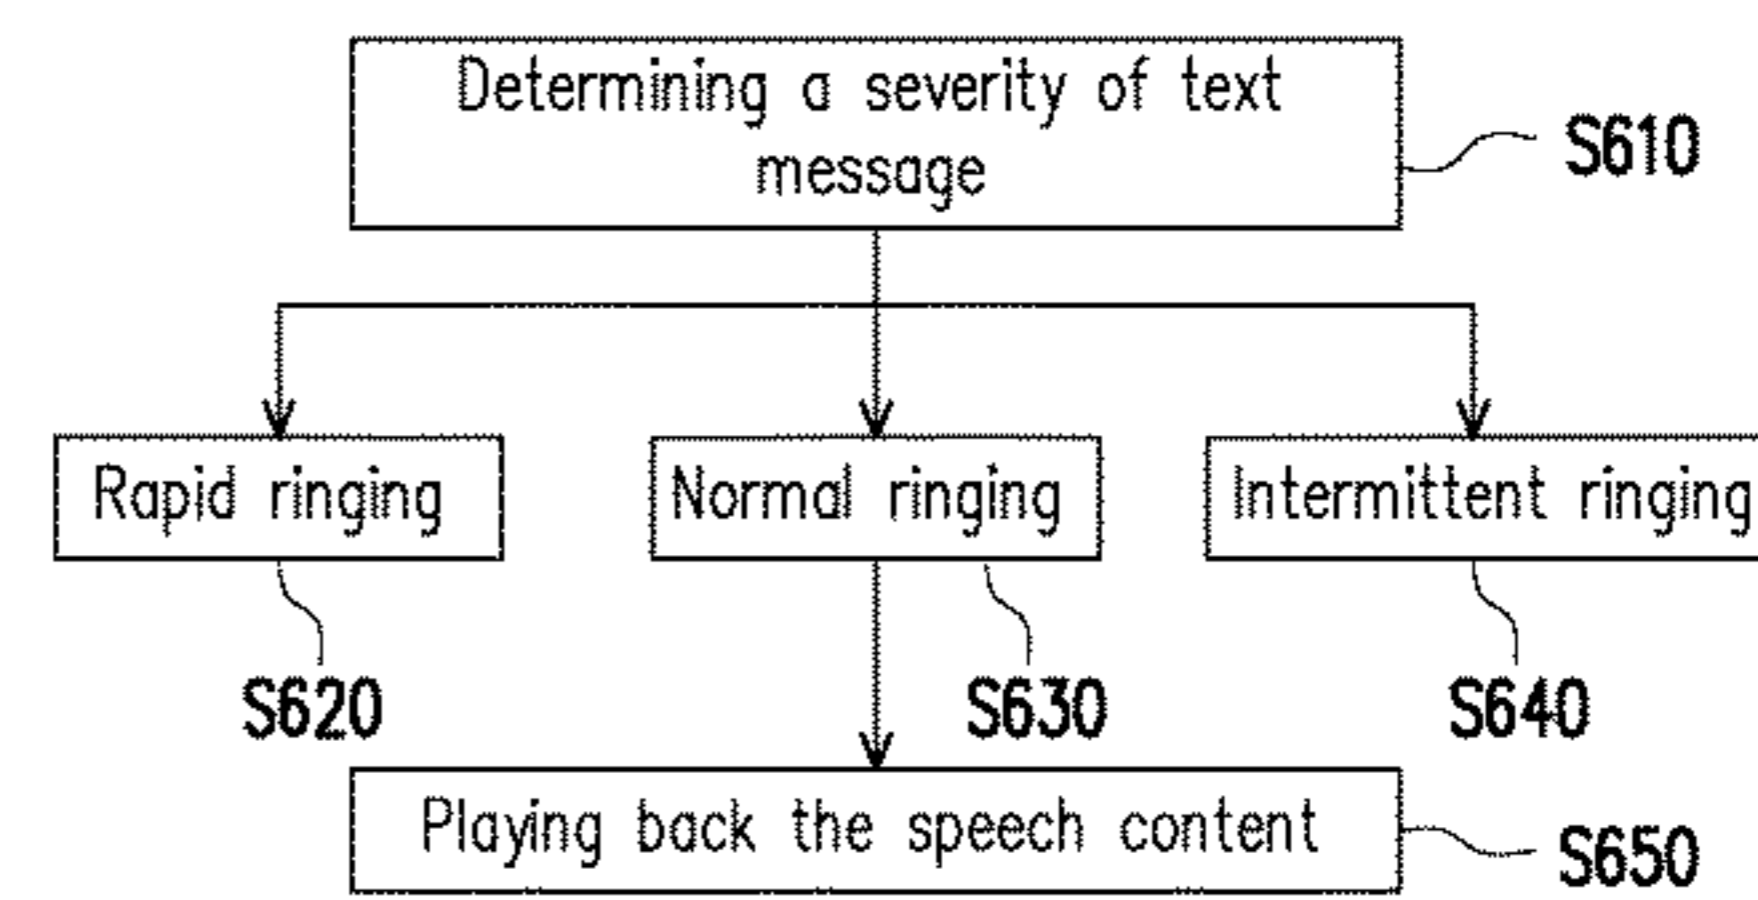 Determining a severity of text
message
S610
Rapid ringing
Normal ringing
Intermittent ringing
S620
S630
S640
Playing back the speech content
S650